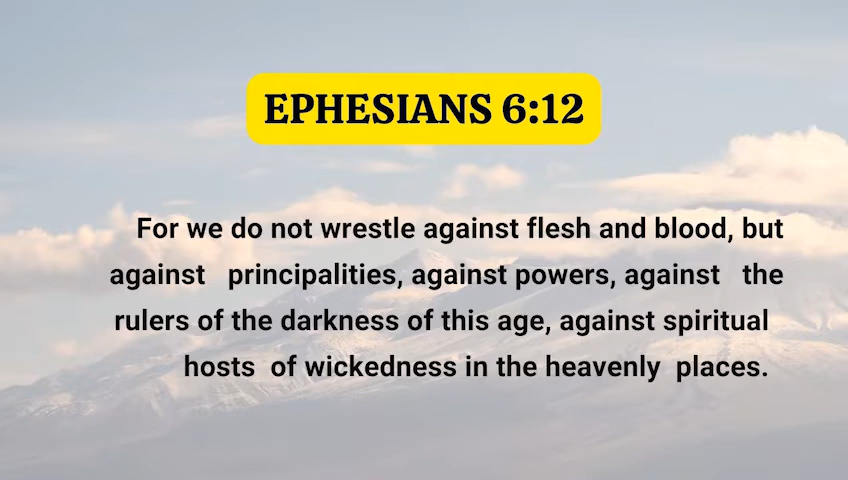 EPHESIANS 6:12
For we do not wrestle against flesh and blood, but
against principalities, against powers, against the
rulers of the darkness of this age, against spiritual
hosts of wickedness in the heavenly places.